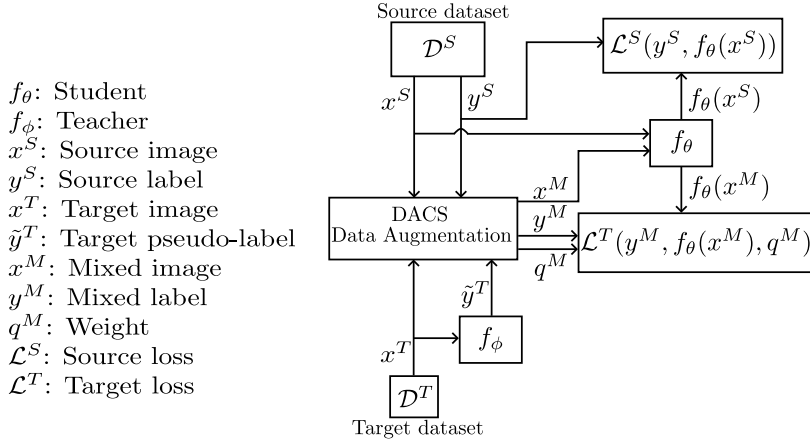 f_θ: Student
f_ϕ: Teacher
x^S: Source image
y^S: Source label
x^T: Target image
ỹ^T: Target pseudo-label
x^M: Mixed image
y^M: Mixed label
q^M: Weight
ℒ^S: Source loss
ℒ^T: Target loss
Source dataset
𝒟^S
ℒ^S(y^S, f_θ(x^S))
x^S
y^S
f_θ(x^S)
f_θ
x^M
f_θ(x^M)
DACS
Data Augmentation
y^M
ℒ^T(y^M, f_θ(x^M), q^M)
q^M
ỹ^T
x^T
f_ϕ
𝒟^T
Target dataset